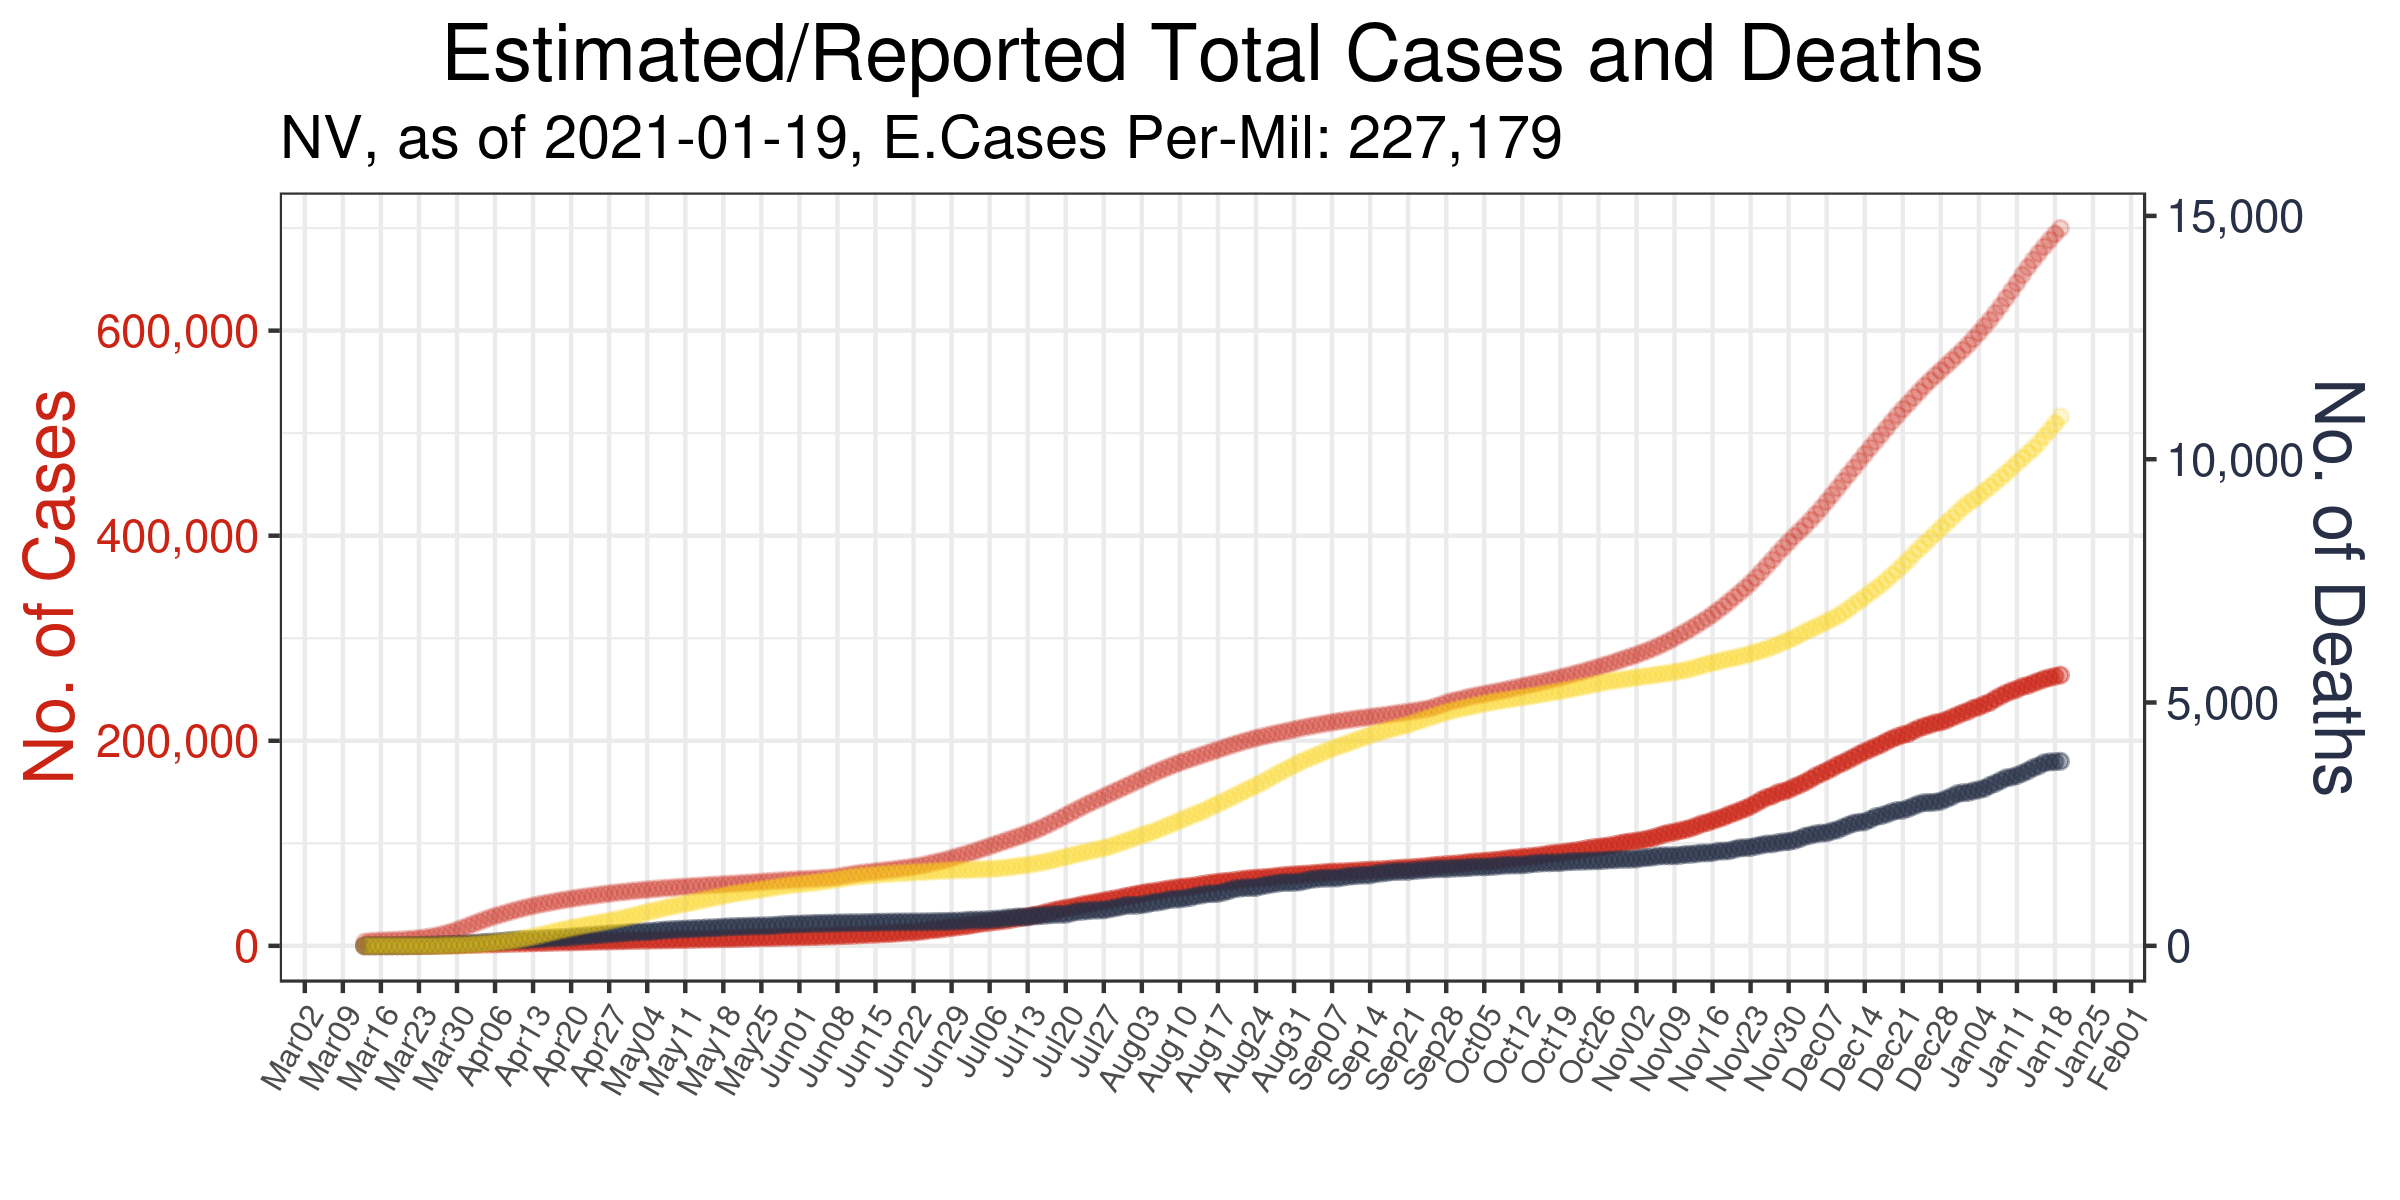 Estimated/Reported Total Cases and Deaths
NV, as of 2021-01-19, E.Cases Per-Mil: 227,179
No. of Cases
600,000
400,000
200,000
0
15,000
10,000
5,000
0
No. of Deaths
Mar02
Mar09
Mar16
Mar23
Mar30
Apr06
Apr13
Apr20
Apr27
May04
May11
May18
May25
Jun01
Jun08
Jun15
Jun22
Jun29
Jul06
Jul13
Jul20
Jul27
Aug03
Aug10
Aug17
Aug24
Aug31
Sep07
Sep14
Sep21
Sep28
Oct05
Oct12
Oct19
Oct26
Nov02
Nov09
Nov16
Nov23
Nov30
Dec07
Dec14
Dec21
Dec28
Jan04
Jan11
Jan18
Jan25
Feb01